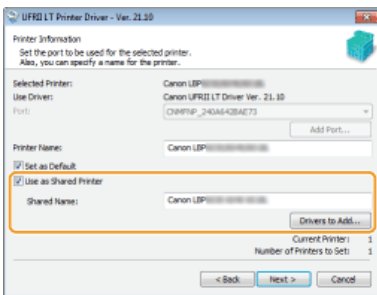 UFRII LT Printer Driver - Ver. 21.10
Printer Information
Set the port to be used for the selected printer.
Also, you can specify a name for the printer.
Selected Printer: Canon LBP
Use Driver: Canon UFRII LT Driver Ver. 21.10
Port: CNMFNP_240A642BAE73
Add Port...
Printer Name: Canon LBP
Set as Default
Use as Shared Printer
Shared Name: Canon LBP
Drivers to Add...
Current Printer: 1
Number of Printers to Set: 1
< Back Next > Cancel